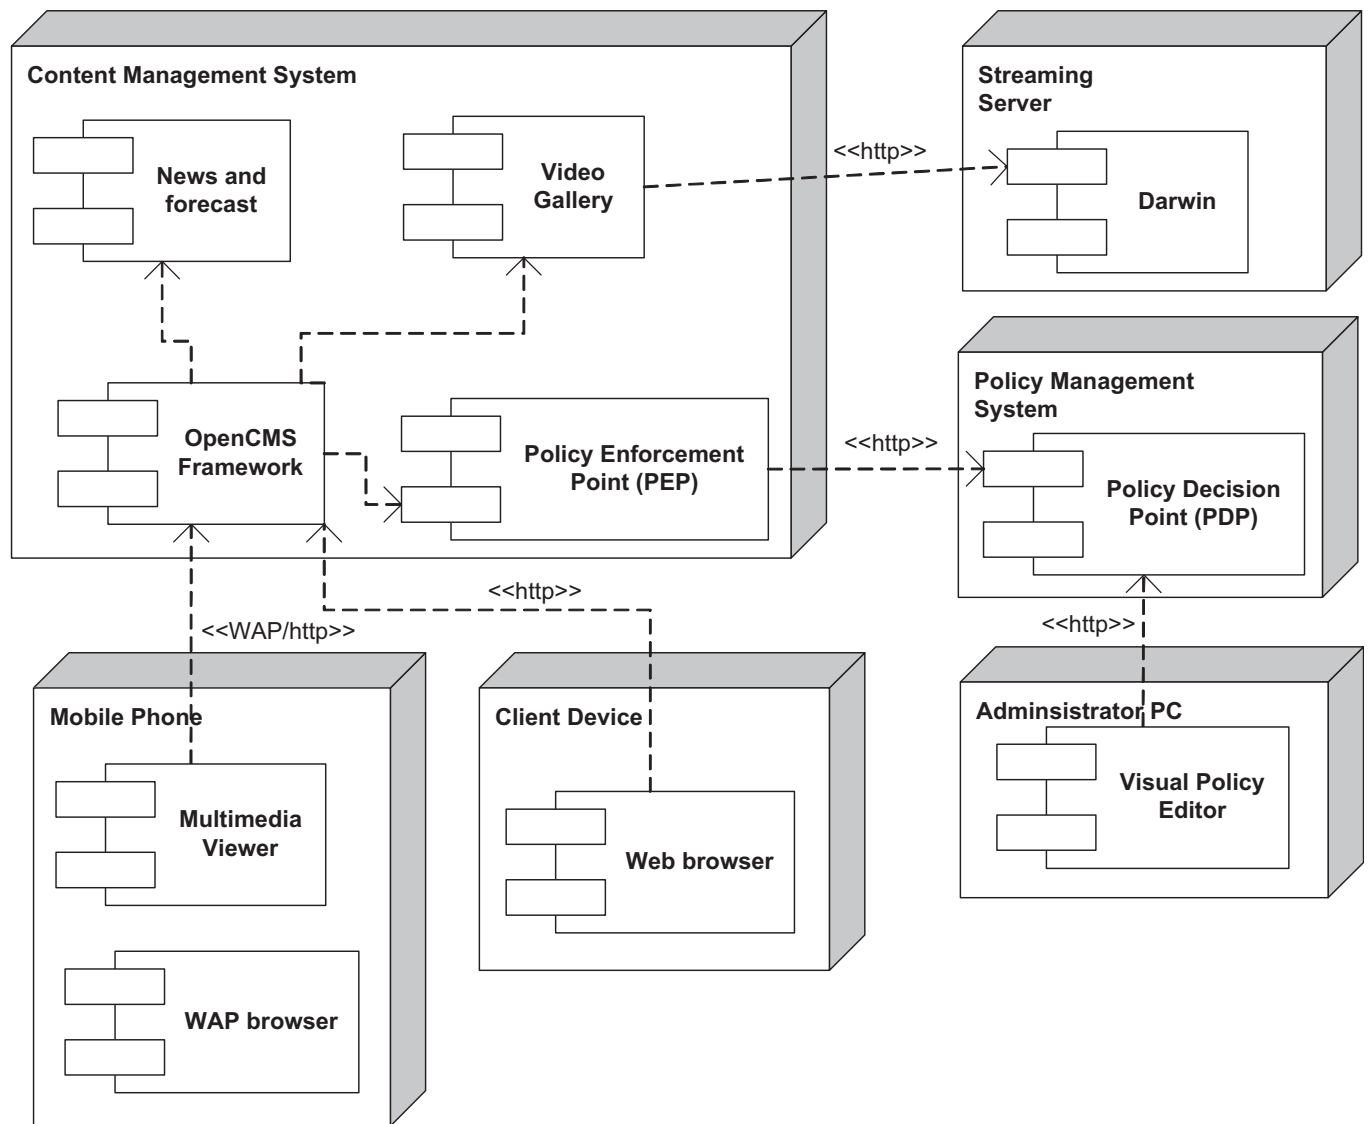 Content Management System
News and
forecast
Video
Gallery
<<http>>
Streaming
Server
Darwin
OpenCMS
Framework
Policy Enforcement
Point (PEP)
<<http>>
Policy Management
System
Policy Decision
Point (PDP)
<<WAP/http>>
<<http>>
<<http>>
Mobile Phone
Multimedia
Viewer
WAP browser
Client Device
Web browser
Adminsistrator PC
Visual Policy
Editor